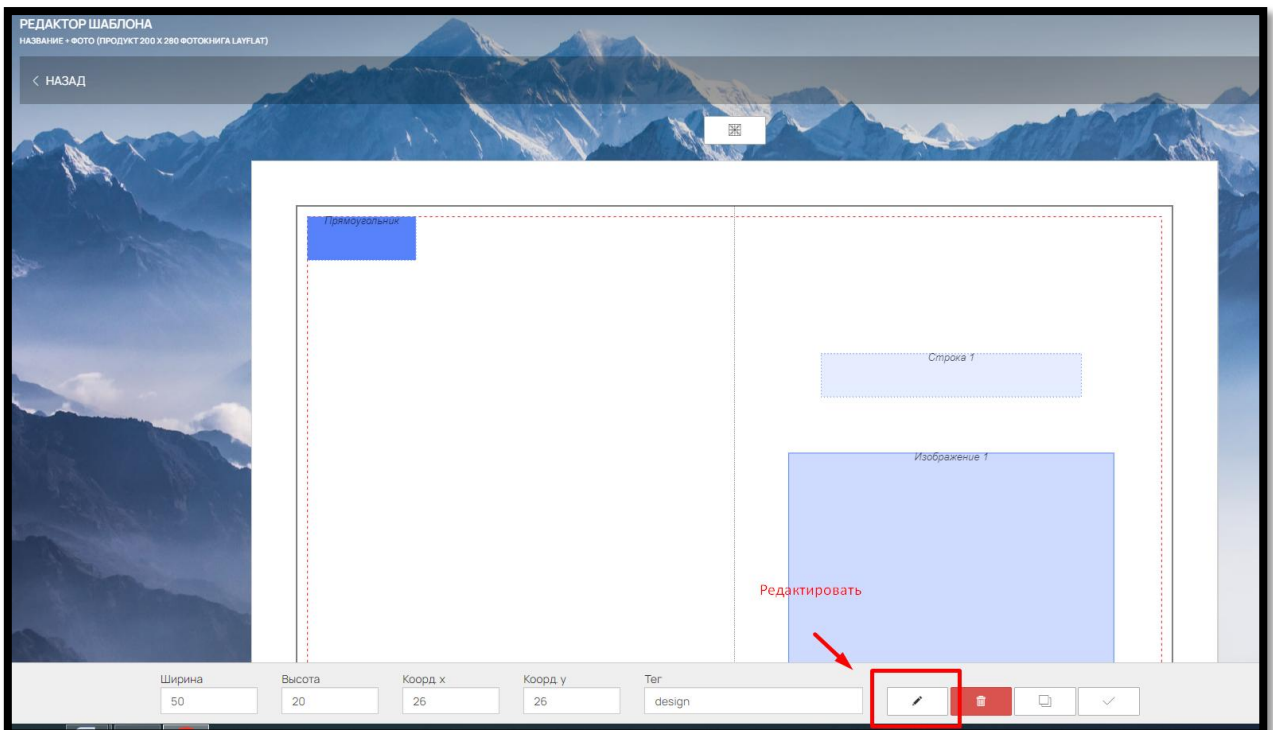 РЕДАКТОР ШАБЛОНА
НАЗВАНИЕ + ФОТО (ПРОДУКТ 200 X 280 ФОТОКНИГА LAYFLAT)
< НАЗАД
Прямоугольник
Строка 1
Изображение 1
Редактировать
Ширина Высота Коорд. x Коорд. y Тег
50 20 26 26 design